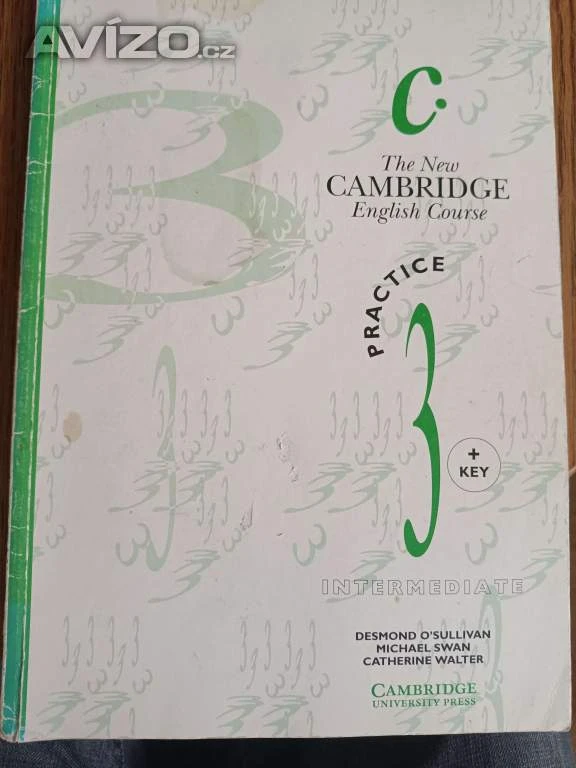 AVÍZO.cz
c.
The New
CAMBRIDGE
English Course
PRACTICE
3
+
KEY
INTERMEDIATE
DESMOND O'SULLIVAN
MICHAEL SWAN
CATHERINE WALTER
CAMBRIDGE
UNIVERSITY PRESS